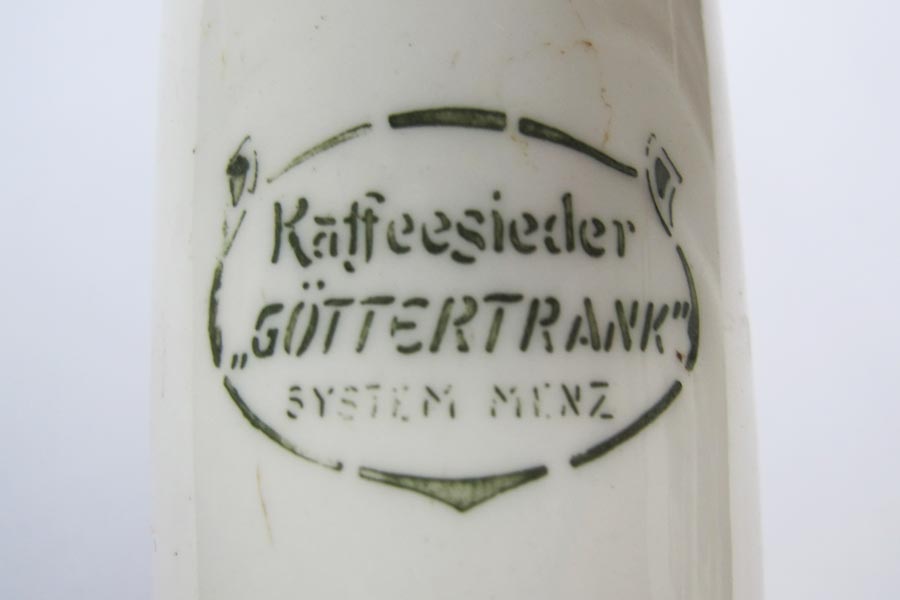 Kaffeesieder
„GÖTTERTRANK”
SYSTEM MENZ